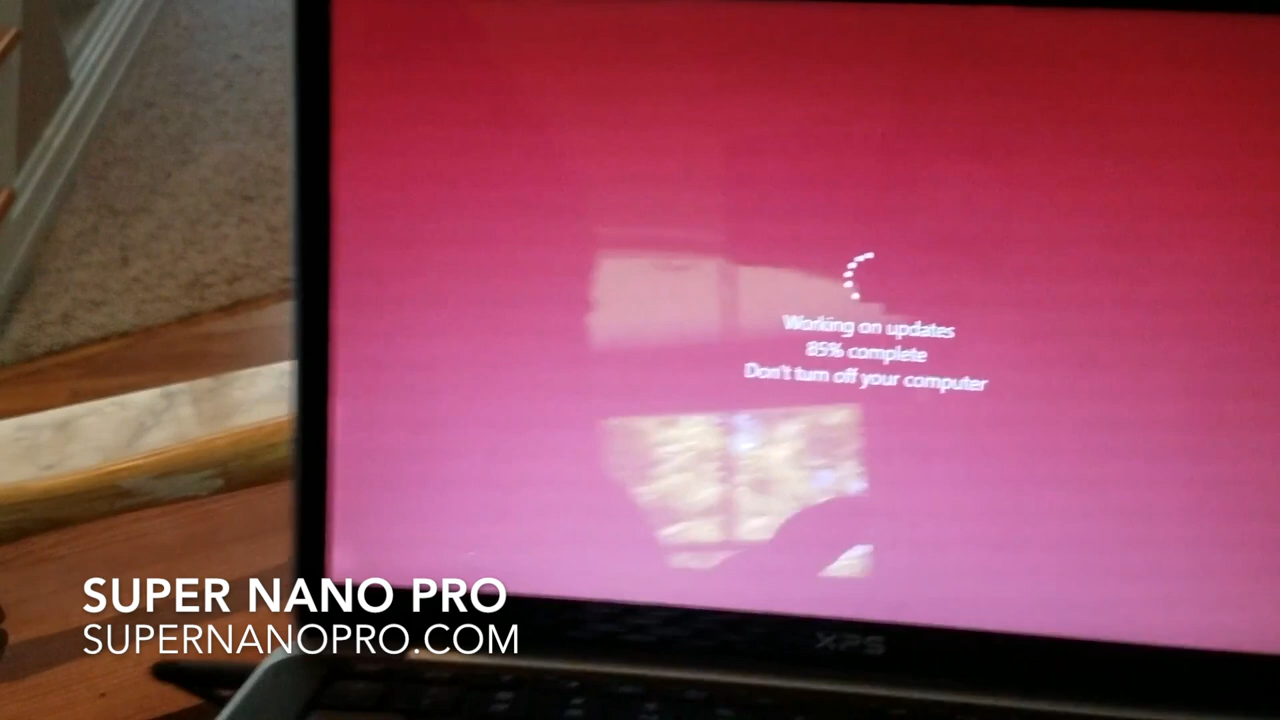 Working on updates
85% complete
Don't turn off your computer
XPS
SUPER NANO PRO
SUPERNANOPRO.COM